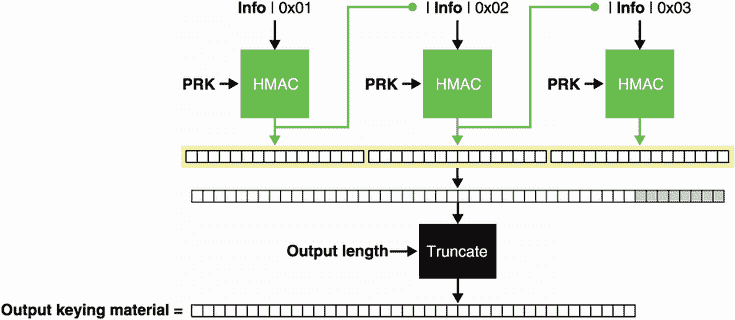 Info | 0x01
| Info | 0x02
| Info | 0x03
PRK
HMAC
PRK
HMAC
PRK
HMAC
Output length
Truncate
Output keying material =